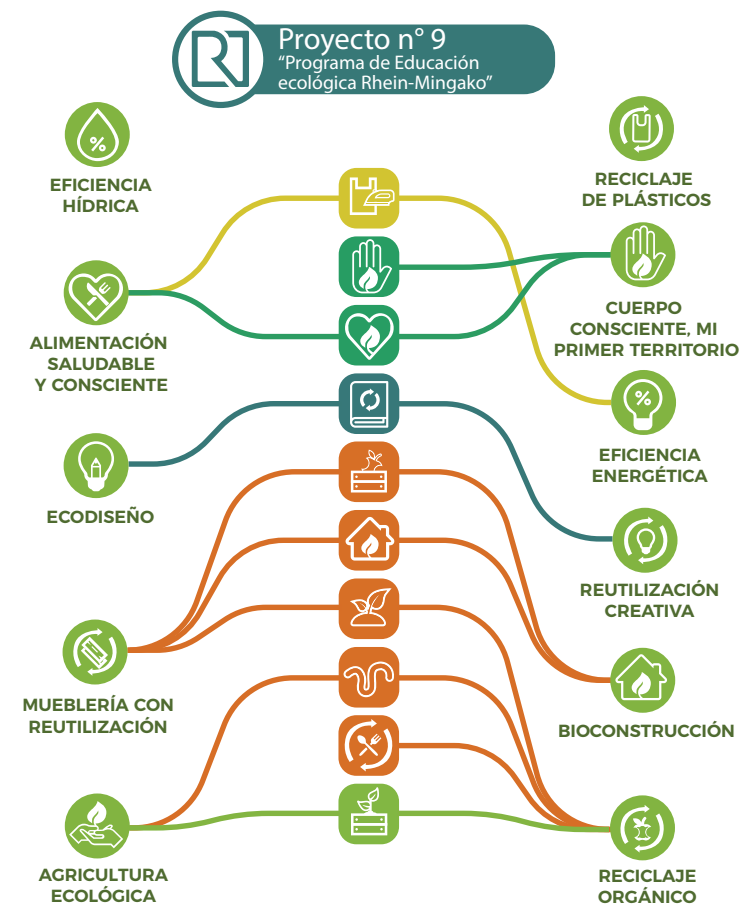 Proyecto n° 9
“Programa de Educación
ecológica Rhein-Mingako”
%
EFICIENCIA
HÍDRICA
RECICLAJE
DE PLÁSTICOS
ALIMENTACIÓN
SALUDABLE
Y CONSCIENTE
CUERPO
CONSCIENTE, MI
PRIMER TERRITORIO
%
EFICIENCIA
ENERGÉTICA
ECODISEÑO
REUTILIZACIÓN
CREATIVA
MUEBLERÍA CON
REUTILIZACIÓN
BIOCONSTRUCCIÓN
AGRICULTURA
ECOLÓGICA
RECICLAJE
ORGÁNICO